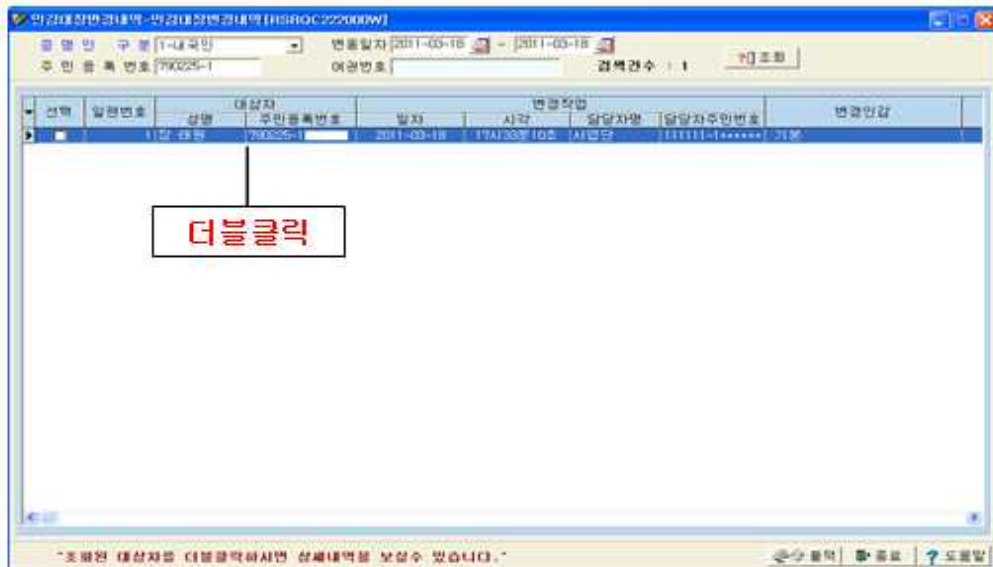 인감대장변경내역-인감대장변경내역[RSROC222000W]
증 명 인 구 분 1-내국인 변동일자 2011-03-18 - 2011-03-18
주 민 등 록 번호 790225-1 여권번호 검색건수 : 1 조회
선택 일련번호 대상자 변경작업 변경인감
성명 주민등록번호 일자 시각 담당자명 담당자주민번호
1 태원 790225-1 2011-03-18 17시33분10초 사업단 111111-1****** 기본
더블클릭
"조회된 대상자를 더블클릭하시면 상세내역을 보실수 있습니다."
출력 종료 ? 도움말